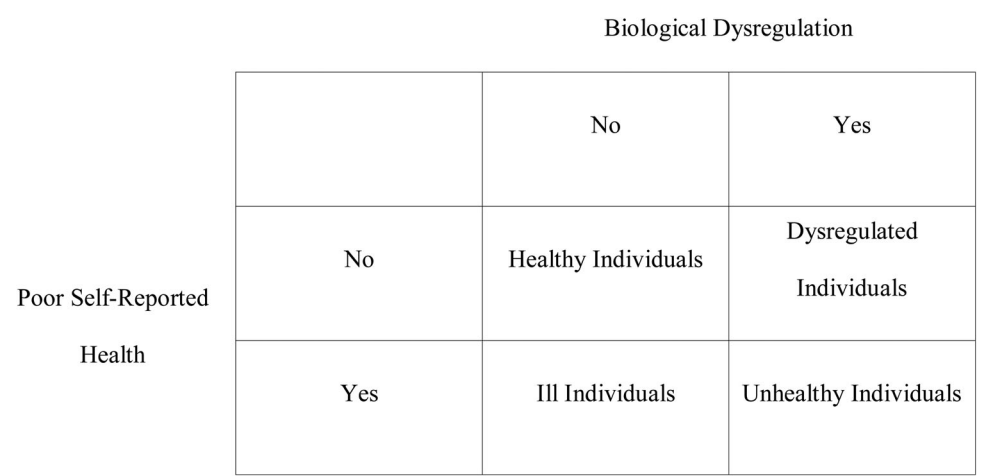 Biological Dysregulation
No
Yes
No
Healthy Individuals
Dysregulated
Individuals
Poor Self-Reported
Health
Yes
Ill Individuals
Unhealthy Individuals